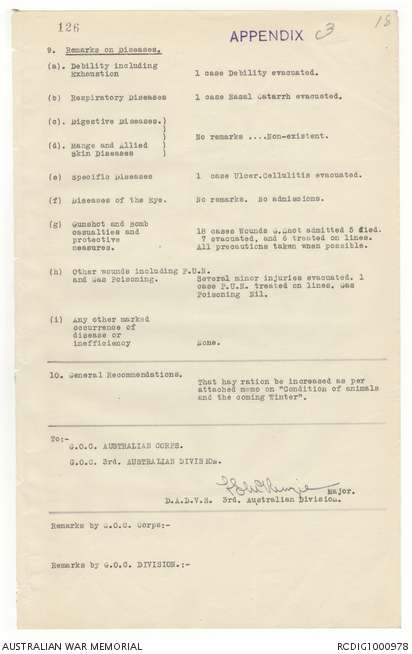 126
APPENDIX c3
18
9. Remarks on Diseases.
(a). Debility including Exhaustion 1 case Debility evacuated.
(b) Respiratory Diseases 1 case Nasal Catarrh evacuated.
(c). Digestive Diseases.)
)
) No remarks ....Non-existent.
(d). Mange and Allied )
Skin Diseases )
(e) Specific Diseases 1 case Ulcer.Cellulitis evacuated.
(f) Diseases of the Eye. No remarks. No admissions.
(g) Gunshot and Bomb
casualties and 18 cases Wounds G.Shot admitted 5 died.
protective 7 evacuated, and 6 treated on lines.
measures. All precautions taken when possible.
(h) Other wounds including P.U.N.
and Gas Poisoning. Several minor injuries evacuated. 1
case P.U.N. treated on lines. Gas
Poisoning Nil.
(i) Any other marked
occurrence of
disease or
inefficiency None.
10. General Recommendations.
That hay ration be increased as per
attached memo on "Condition of animals
and the coming Winter".
To:-
G.O.C. AUSTRALIAN CORPS.
G.O.C. 3rd. AUSTRALIAN DIVISION.
Major.
D.A.D.V.S. 3rd. Australian Division.
Remarks by G.O.C. Corps:-
Remarks by G.O.C. DIVISION.:-
AUSTRALIAN WAR MEMORIAL
RCDIG1000978